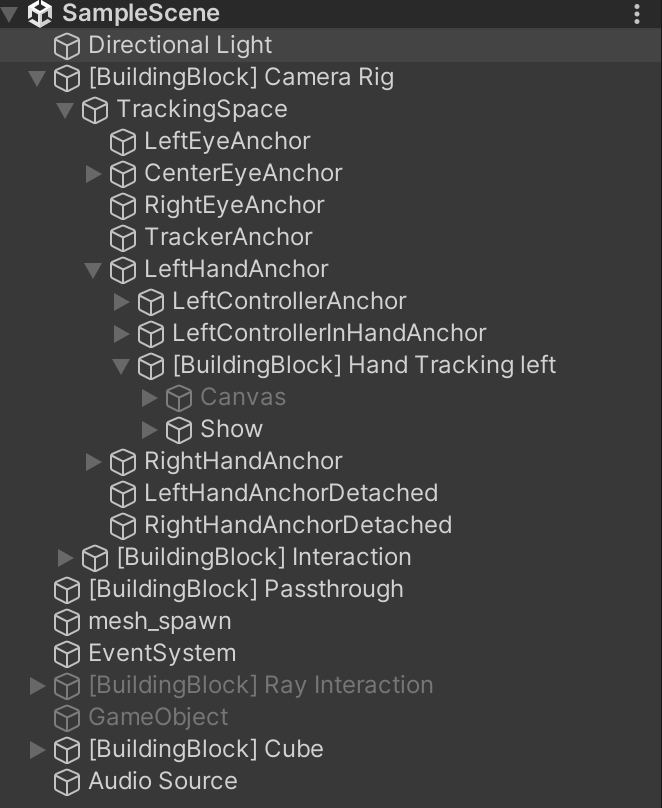 SampleScene
Directional Light
[BuildingBlock] Camera Rig
TrackingSpace
LeftEyeAnchor
CenterEyeAnchor
RightEyeAnchor
TrackerAnchor
LeftHandAnchor
LeftControllerAnchor
LeftControllerInHandAnchor
[BuildingBlock] Hand Tracking left
Canvas
Show
RightHandAnchor
LeftHandAnchorDetached
RightHandAnchorDetached
[BuildingBlock] Interaction
[BuildingBlock] Passthrough
mesh_spawn
EventSystem
[BuildingBlock] Ray Interaction
GameObject
[BuildingBlock] Cube
Audio Source